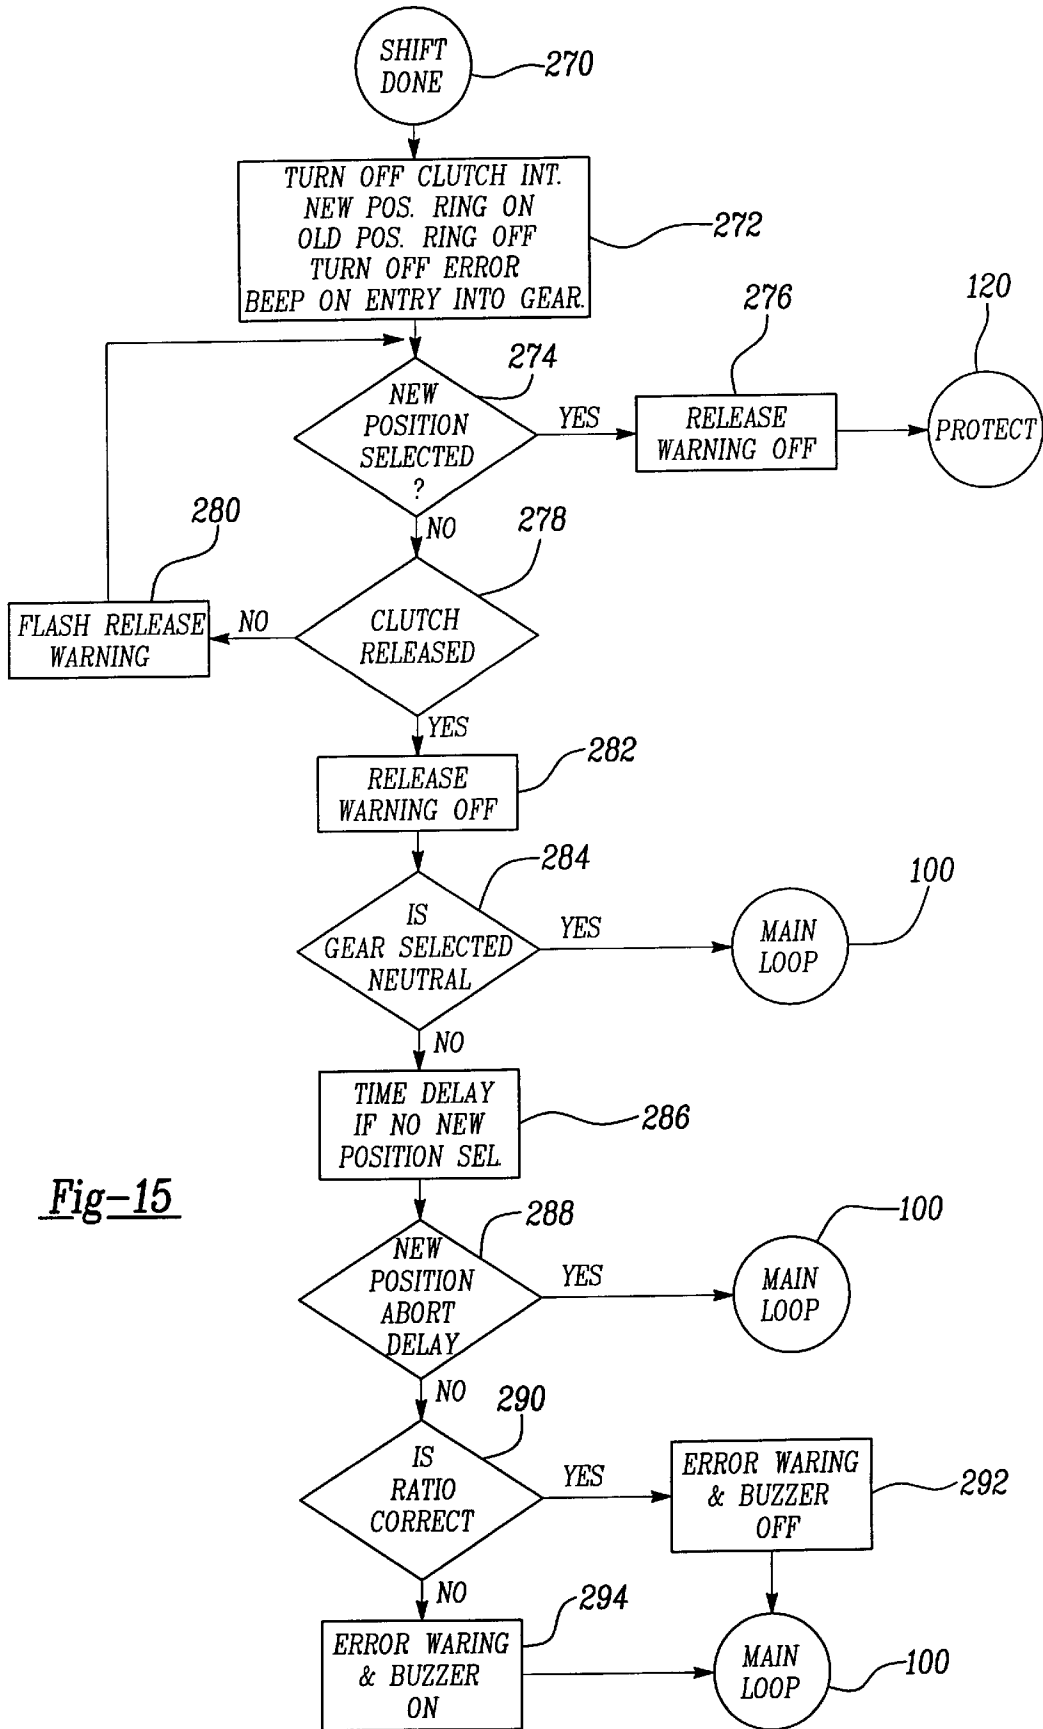 SHIFT
DONE
270
TURN OFF CLUTCH INT.
NEW POS. RING ON
OLD POS. RING OFF
TURN OFF ERROR
BEEP ON ENTRY INTO GEAR.
272
274
276
120
NEW
POSITION
SELECTED
?
YES
RELEASE
WARNING OFF
PROTECT
NO
280
278
FLASH RELEASE
WARNING
NO
CLUTCH
RELEASED
YES
RELEASE
WARNING OFF
282
284
IS
GEAR SELECTED
NEUTRAL
YES
MAIN
LOOP
100
NO
TIME DELAY
IF NO NEW
POSITION SEL.
286
Fig-15
288
NEW
POSITION
ABORT
DELAY
YES
MAIN
LOOP
100
NO
290
IS
RATIO
CORRECT
YES
ERROR WARING
& BUZZER
OFF
292
NO
294
ERROR WARING
& BUZZER
ON
MAIN
LOOP
100